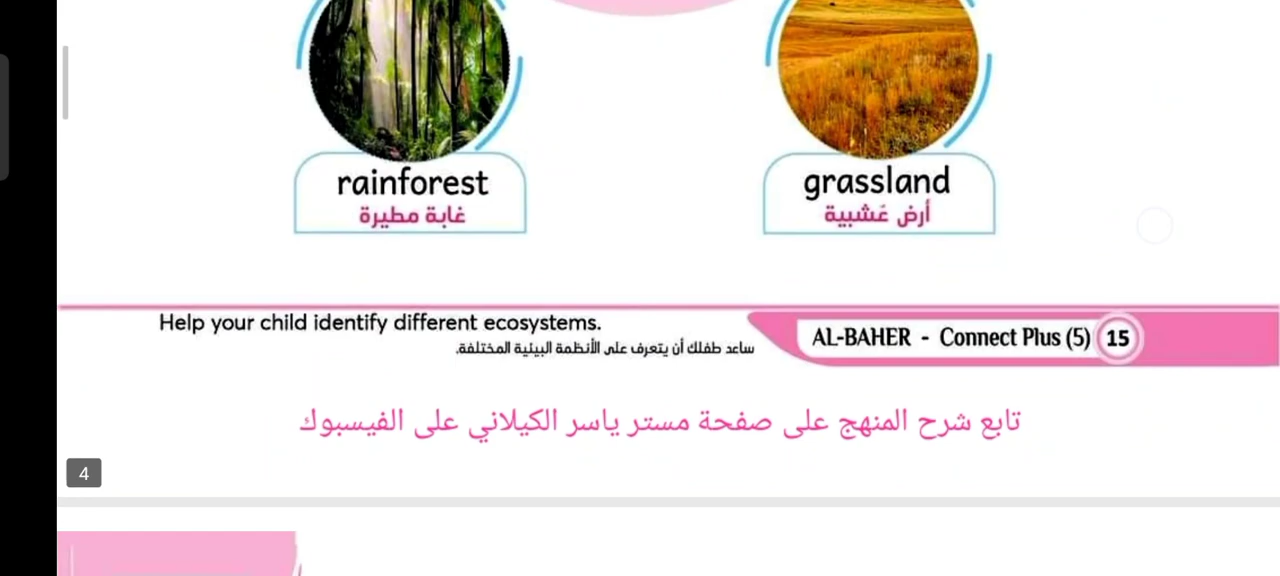 rainforest
غابة مطيرة
grassland
أرض عُشبية
Help your child identify different ecosystems.
ساعد طفلك أن يتعرف على الأنظمة البيئية المختلفة.
AL-BAHER - Connect Plus (5) 15
تابع شرح المنهج على صفحة مستر ياسر الكيلاني على الفيسبوك
4